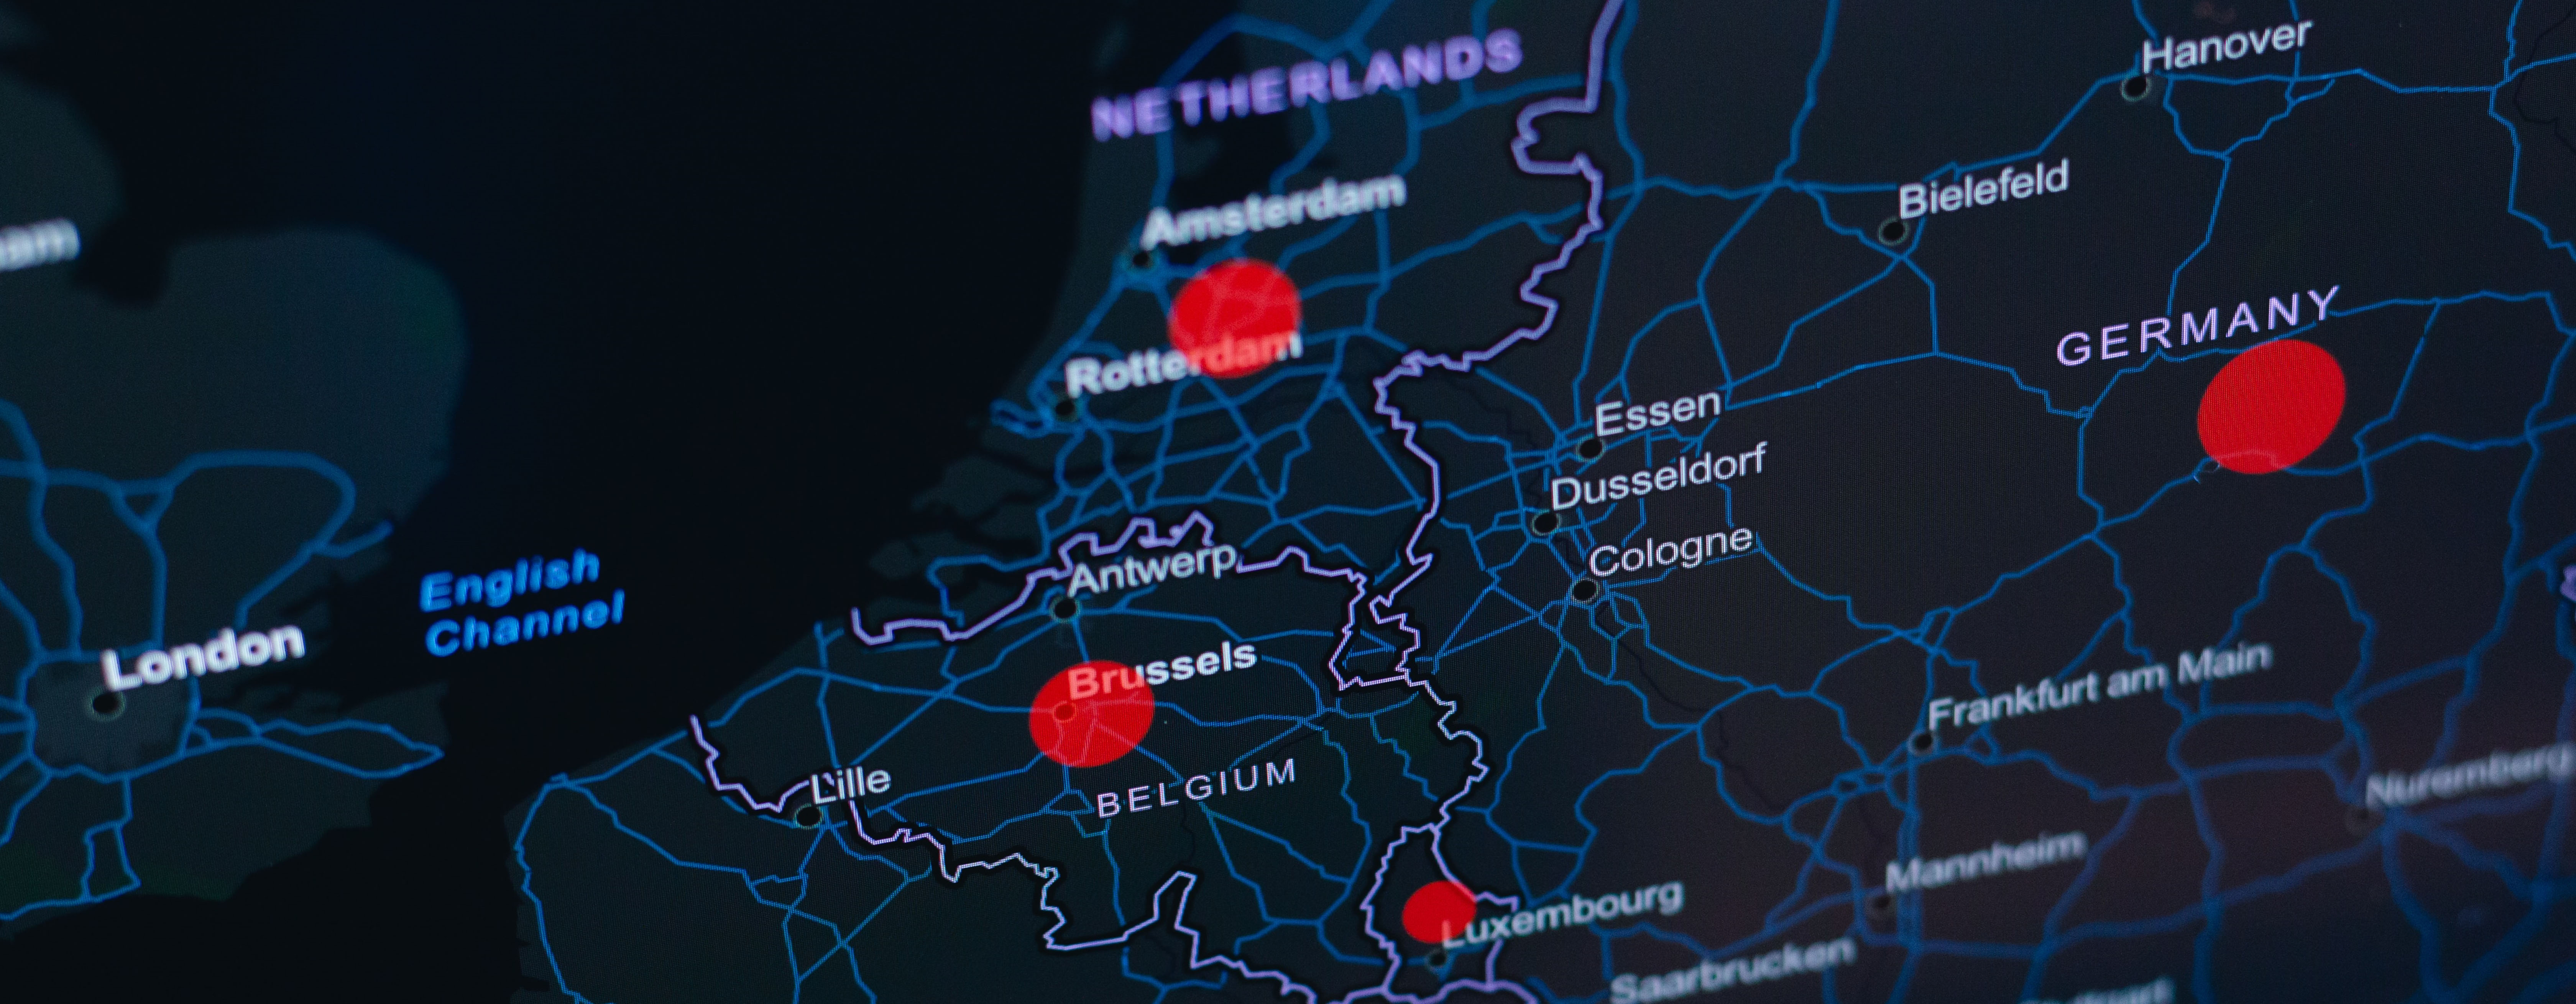 NETHERLANDS
Hanover
Amsterdam
Bielefeld
Rotterdam
GERMANY
Essen
Dusseldorf
Cologne
Antwerp
English
Channel
London
Brussels
Frankfurt am Main
Lille
BELGIUM
Nuremberg
Mannheim
Luxembourg
Saarbrucken